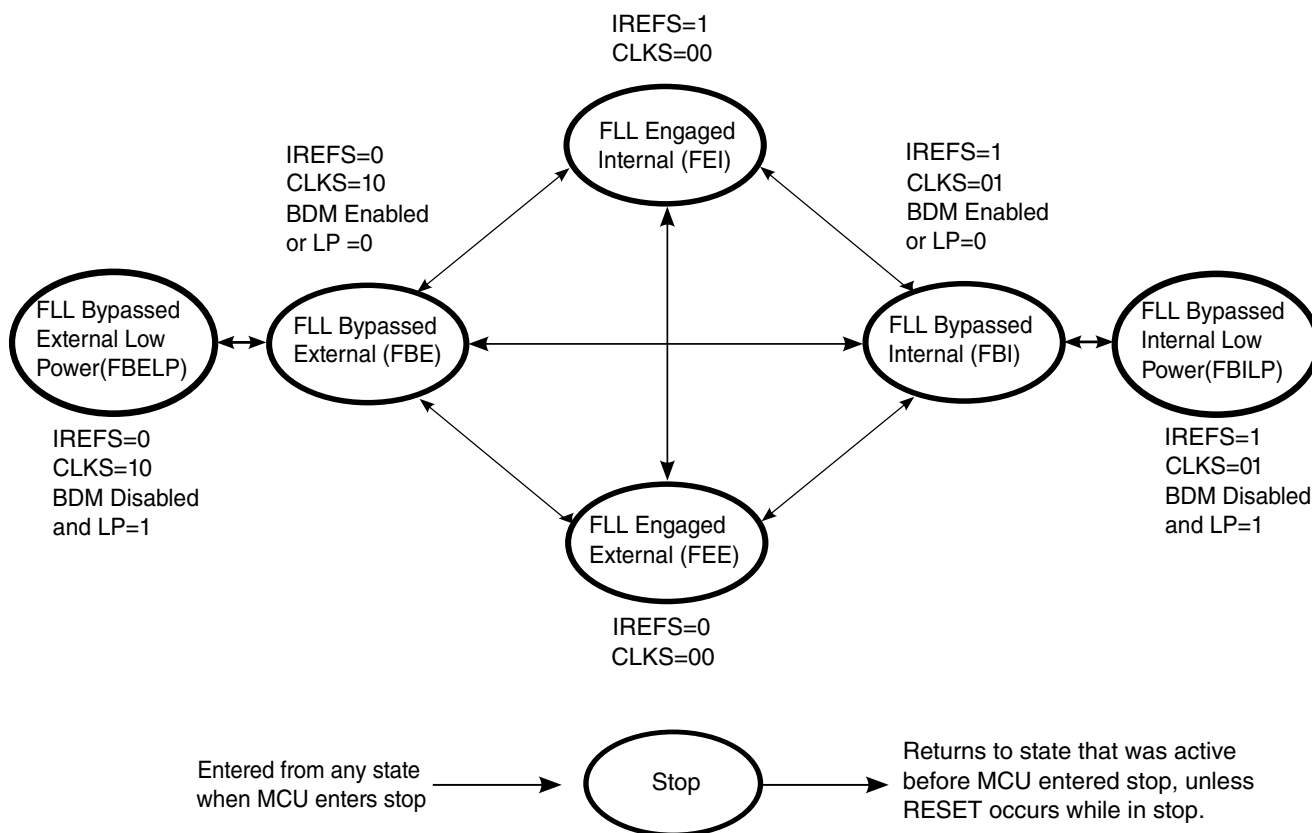 IREFS=1
CLKS=00
FLL Engaged
Internal (FEI)
IREFS=0
CLKS=10
BDM Enabled
or LP =0
IREFS=1
CLKS=01
BDM Enabled
or LP=0
FLL Bypassed
External Low
Power(FBELP)
FLL Bypassed
External (FBE)
FLL Bypassed
Internal (FBI)
FLL Bypassed
Internal Low
Power(FBILP)
IREFS=0
CLKS=10
BDM Disabled
and LP=1
IREFS=1
CLKS=01
BDM Disabled
and LP=1
FLL Engaged
External (FEE)
IREFS=0
CLKS=00
Entered from any state
when MCU enters stop
Stop
Returns to state that was active
before MCU entered stop, unless
RESET occurs while in stop.